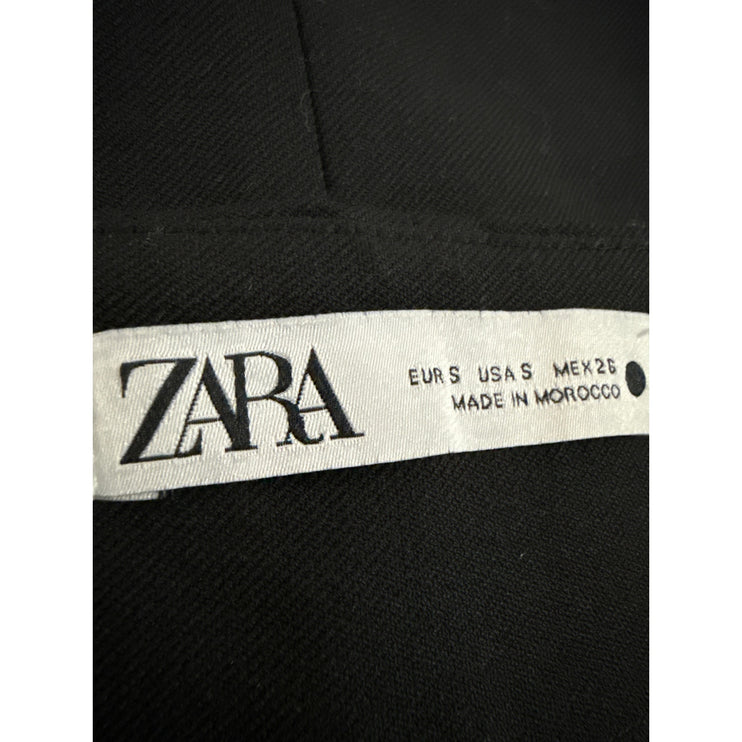 ZARA
EUR S USA S MEX 26
MADE IN MOROCCO